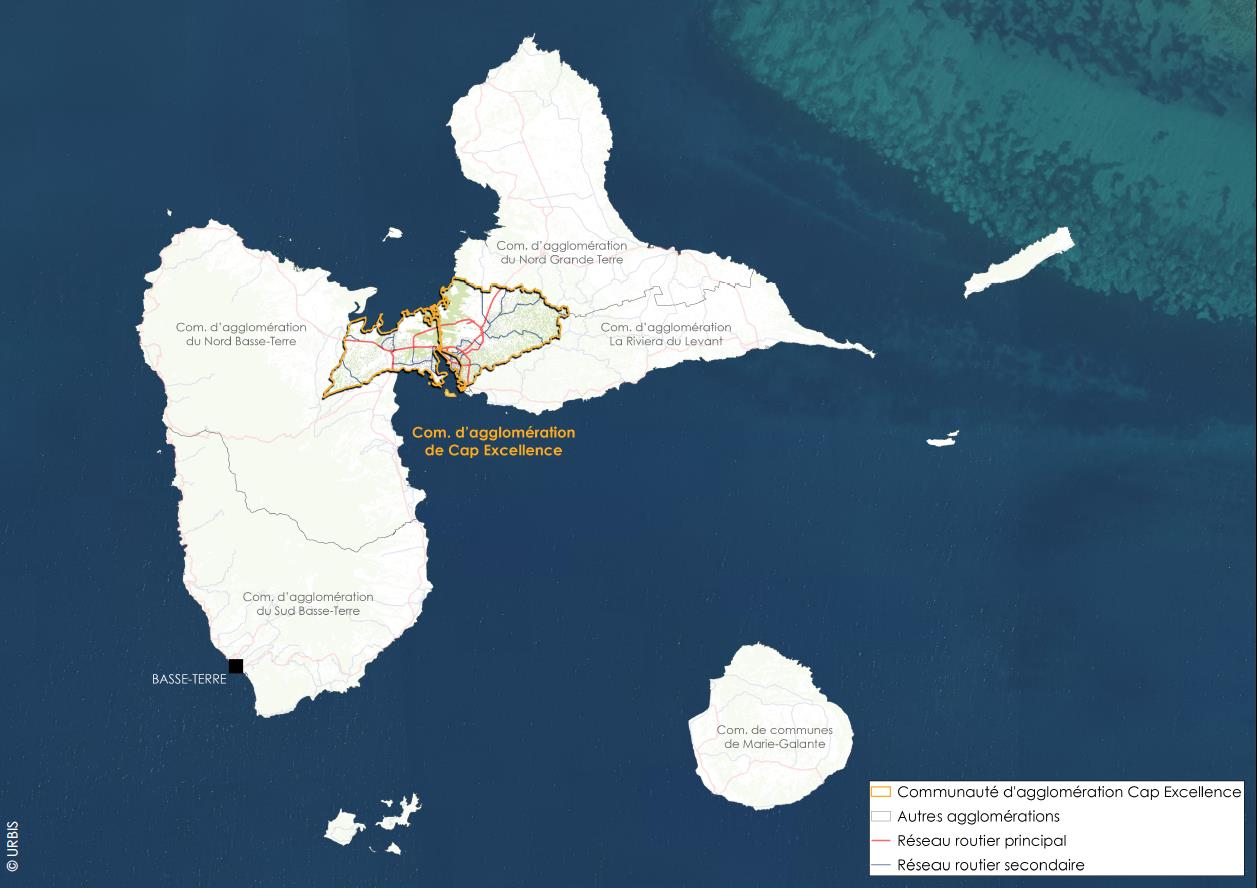 Com. d'agglomération
du Nord Grande Terre
Com. d'agglomération
du Nord Basse-Terre
Com. d'agglomération
La Riviera du Levant
Com. d'agglomération
de Cap Excellence
Com. d'agglomération
du Sud Basse-Terre
BASSE-TERRE
Com. de communes
de Marie-Galante
Communauté d'agglomération Cap Excellence
Autres agglomérations
Réseau routier principal
Réseau routier secondaire
© URBIS